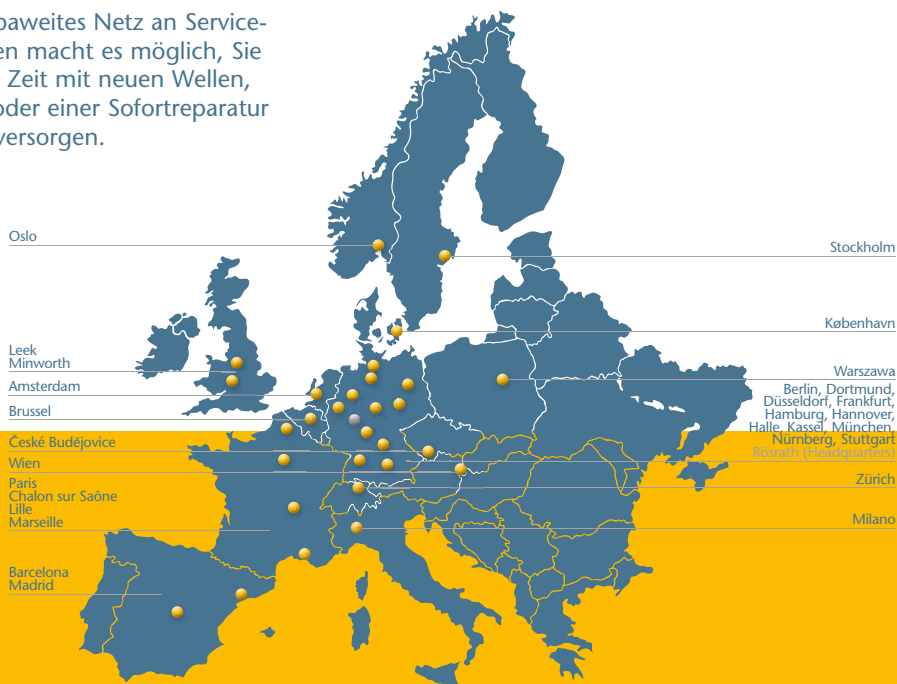 paweites Netz an Service-
en macht es möglich, Sie
Zeit mit neuen Wellen,
oder einer Sofortreparatur
versorgen.
Oslo
Stockholm
København
Leek
Minworth
Warszawa
Amsterdam
Berlin, Dortmund,
Düsseldorf, Frankfurt,
Hamburg, Hannover,
Halle, Kassel, München,
Nürnberg, Stuttgart
Rösrath (Headquarters)
Brussel
České Budějovice
Wien
Zürich
Paris
Chalon sur Saône
Lille
Marseille
Milano
Barcelona
Madrid